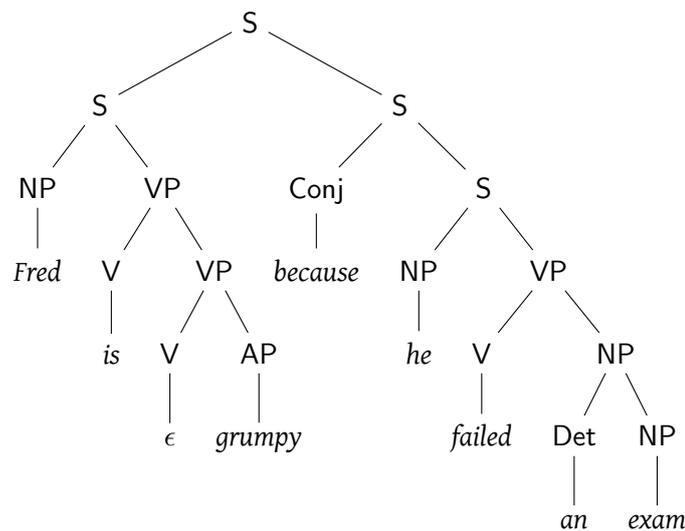 S
S S
NP VP Conj S
Fred V VP because NP VP
is V AP he V NP
ϵ grumpy failed Det NP
an exam